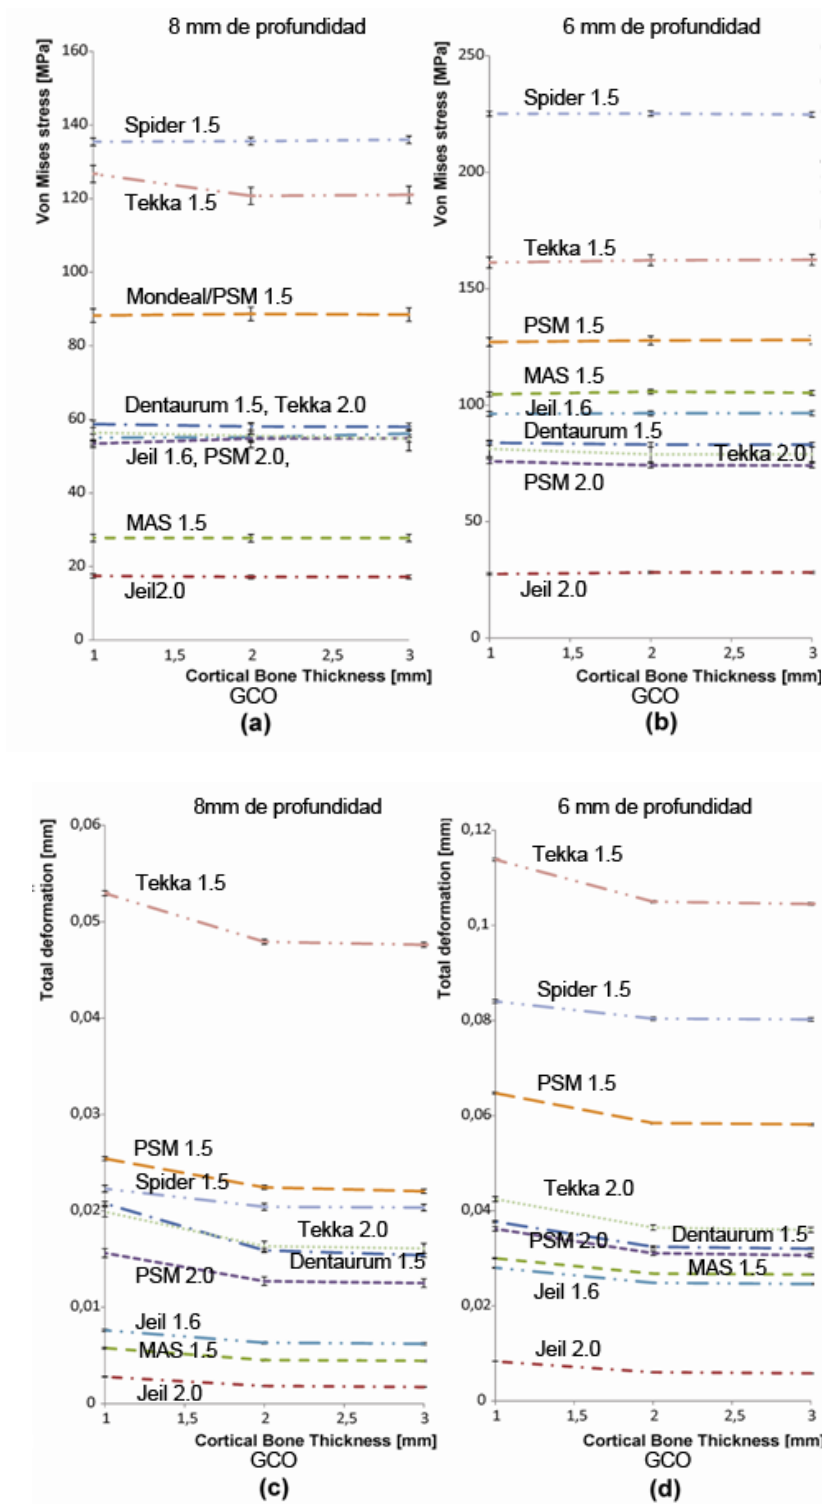 8 mm de profundidad
Von Mises stress [MPa]
160
140
120
100
80
60
40
20
0
Spider 1.5
Tekka 1.5
Mondeal/PSM 1.5
Dentaurum 1.5, Tekka 2.0
Jeil 1.6, PSM 2.0,
MAS 1.5
Jeil2.0
1 1,5 2 2,5 3
Cortical Bone Thickness [mm]
GCO
(a)
6 mm de profundidad
Von Mises stress [MPa]
250
200
150
100
50
0
Spider 1.5
Tekka 1.5
PSM 1.5
MAS 1.5
Jeil 1.6
Dentaurum 1.5
Tekka 2.0
PSM 2.0
Jeil 2.0
1 1,5 2 2,5 3
Cortical Bone Thickness [mm]
GCO
(b)
8mm de profundidad
Total deformation [mm]
0,06
0,05
0,04
0,03
0,02
0,01
0
Tekka 1.5
PSM 1.5
Spider 1.5
Tekka 2.0
Dentaurum 1.5
PSM 2.0
Jeil 1.6
MAS 1.5
Jeil 2.0
1 1,5 2 2,5 3
Cortical Bone Thickness [mm]
GCO
(c)
6 mm de profundidad
Total deformation [mm]
0,12
0,1
0,08
0,06
0,04
0,02
0
Tekka 1.5
Spider 1.5
PSM 1.5
Tekka 2.0
Dentaurum 1.5
PSM 2.0
MAS 1.5
Jeil 1.6
Jeil 2.0
1 1,5 2 2,5 3
Cortical Bone Thickness [mm]
GCO
(d)